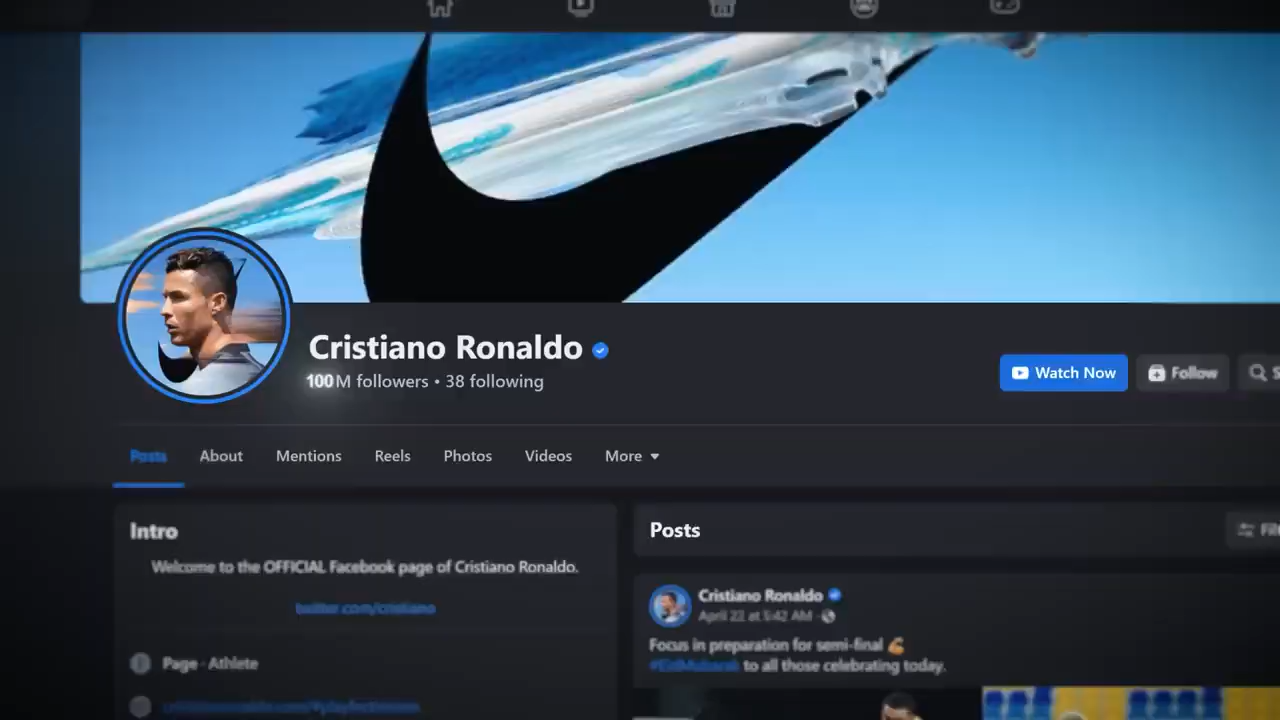 Cristiano Ronaldo
100M followers • 38 following
Watch Now
Follow
Posts
About
Mentions
Reels
Photos
Videos
More
Intro
Welcome to the OFFICIAL Facebook page of Cristiano Ronaldo.
twitter.com/cristiano
Page · Athlete
Posts
Cristiano Ronaldo
April 22 at 5:42 AM ·
Focus in preparation for semi-final 💪
#EidMubarak to all those celebrating today.